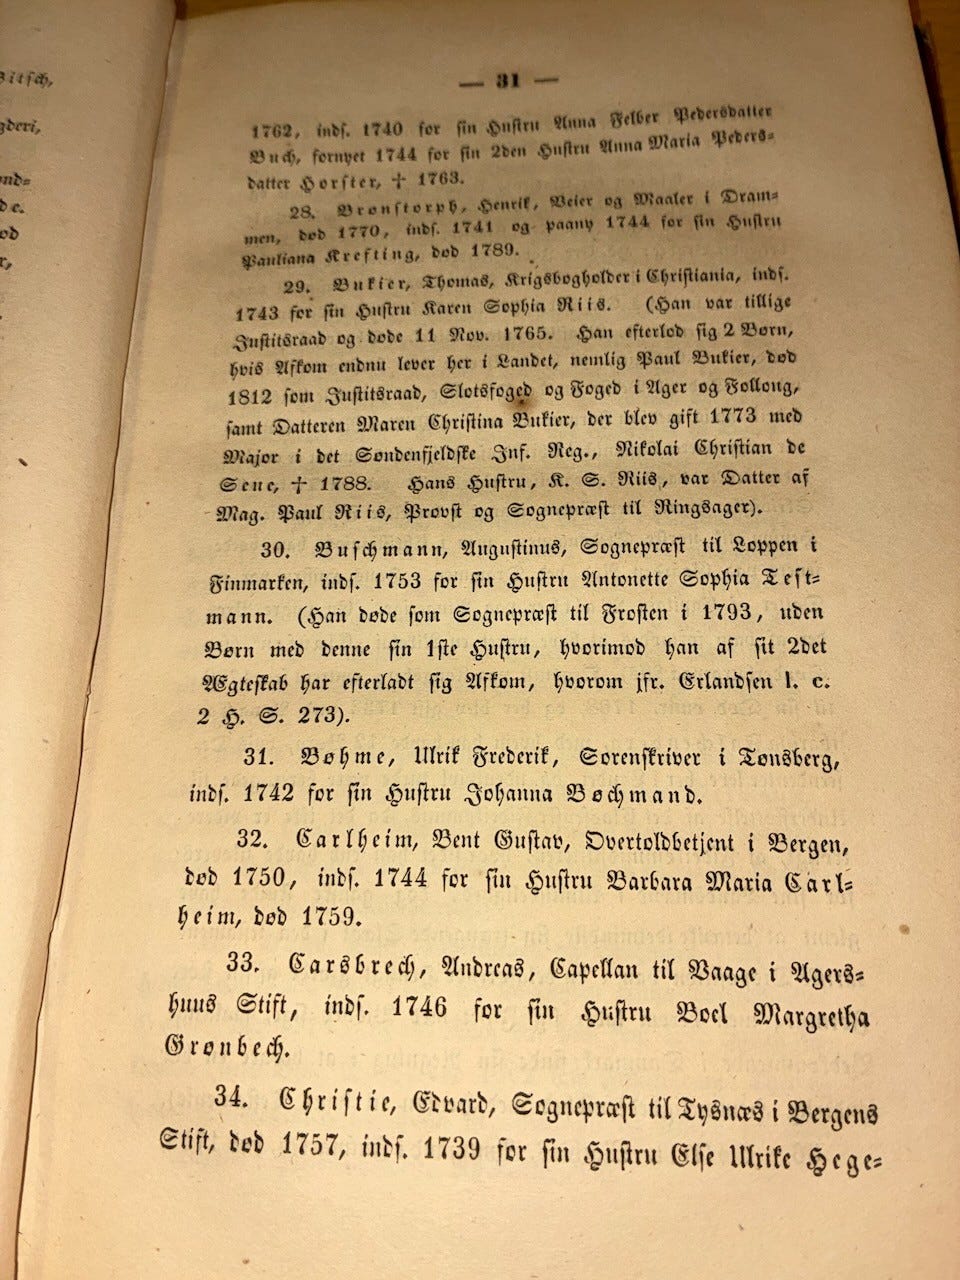 Bitsch,
gderi,
nd=
de.
od
r,
— 31 —
1762, inds. 1740 for sin Hustru Anna Felber Pedersdatter
Buch, fornyet 1744 for sin 2den Hustru Anna Maria Peders=
datter Horster, † 1763.
28. Bronstorph, Henrik, Veier og Maaler i Dram=
men, død 1770, inds. 1741 og paany 1744 for sin Hustru
Pauliana Krefting, død 1789.
29. Bukier, Thomas, Krigsbogholder i Christiania, inds.
1743 for sin Hustru Karen Sophia Riis. (Han var tillige
Justitsraad og døde 11 Nov. 1765. Han efterlod sig 2 Børn,
hvis Afkom endnu lever her i Landet, nemlig Paul Bukier, død
1812 som Justitsraad, Slotsfoged og Foged i Ager og Follong,
samt Datteren Maren Christina Bukier, der blev gift 1773 med
Major i det Søndenfjeldske Inf. Reg., Nikolai Christian de
Seue, † 1788. Hans Hustru, K. S. Riis, var Datter af
Mag. Paul Riis, Provst og Sognepræst til Ringsager).
30. Buschmann, Augustinus, Sognepræst til Loppen i
Finmarken, inds. 1753 for sin Hustru Antonette Sophia Test=
mann. (Han døde som Sognepræst til Frosten i 1793, uden
Børn med denne sin 1ste Hustru, hvorimod han af sit 2det
Ægteskab har efterladt sig Afkom, hvorom jfr. Erlandsen l. c.
2 H. S. 273).
31. Bøhme, Ulrik Frederik, Sorenskriver i Tønsberg,
inds. 1742 for sin Hustru Johanna Bøchmand.
32. Carlheim, Bent Gustav, Overtoldbetjent i Bergen,
død 1750, inds. 1744 for sin Hustru Barbara Maria Carl=
heim, død 1759.
33. Carsbrech, Andreas, Capellan til Vaage i Agers=
huus Stift, inds. 1746 for sin Hustru Boel Margretha
Grønbech.
34. Christie, Edvard, Sognepræst til Tysnæs i Bergens
Stift, død 1757, inds. 1739 for sin Hustru Else Ulrike Hege=